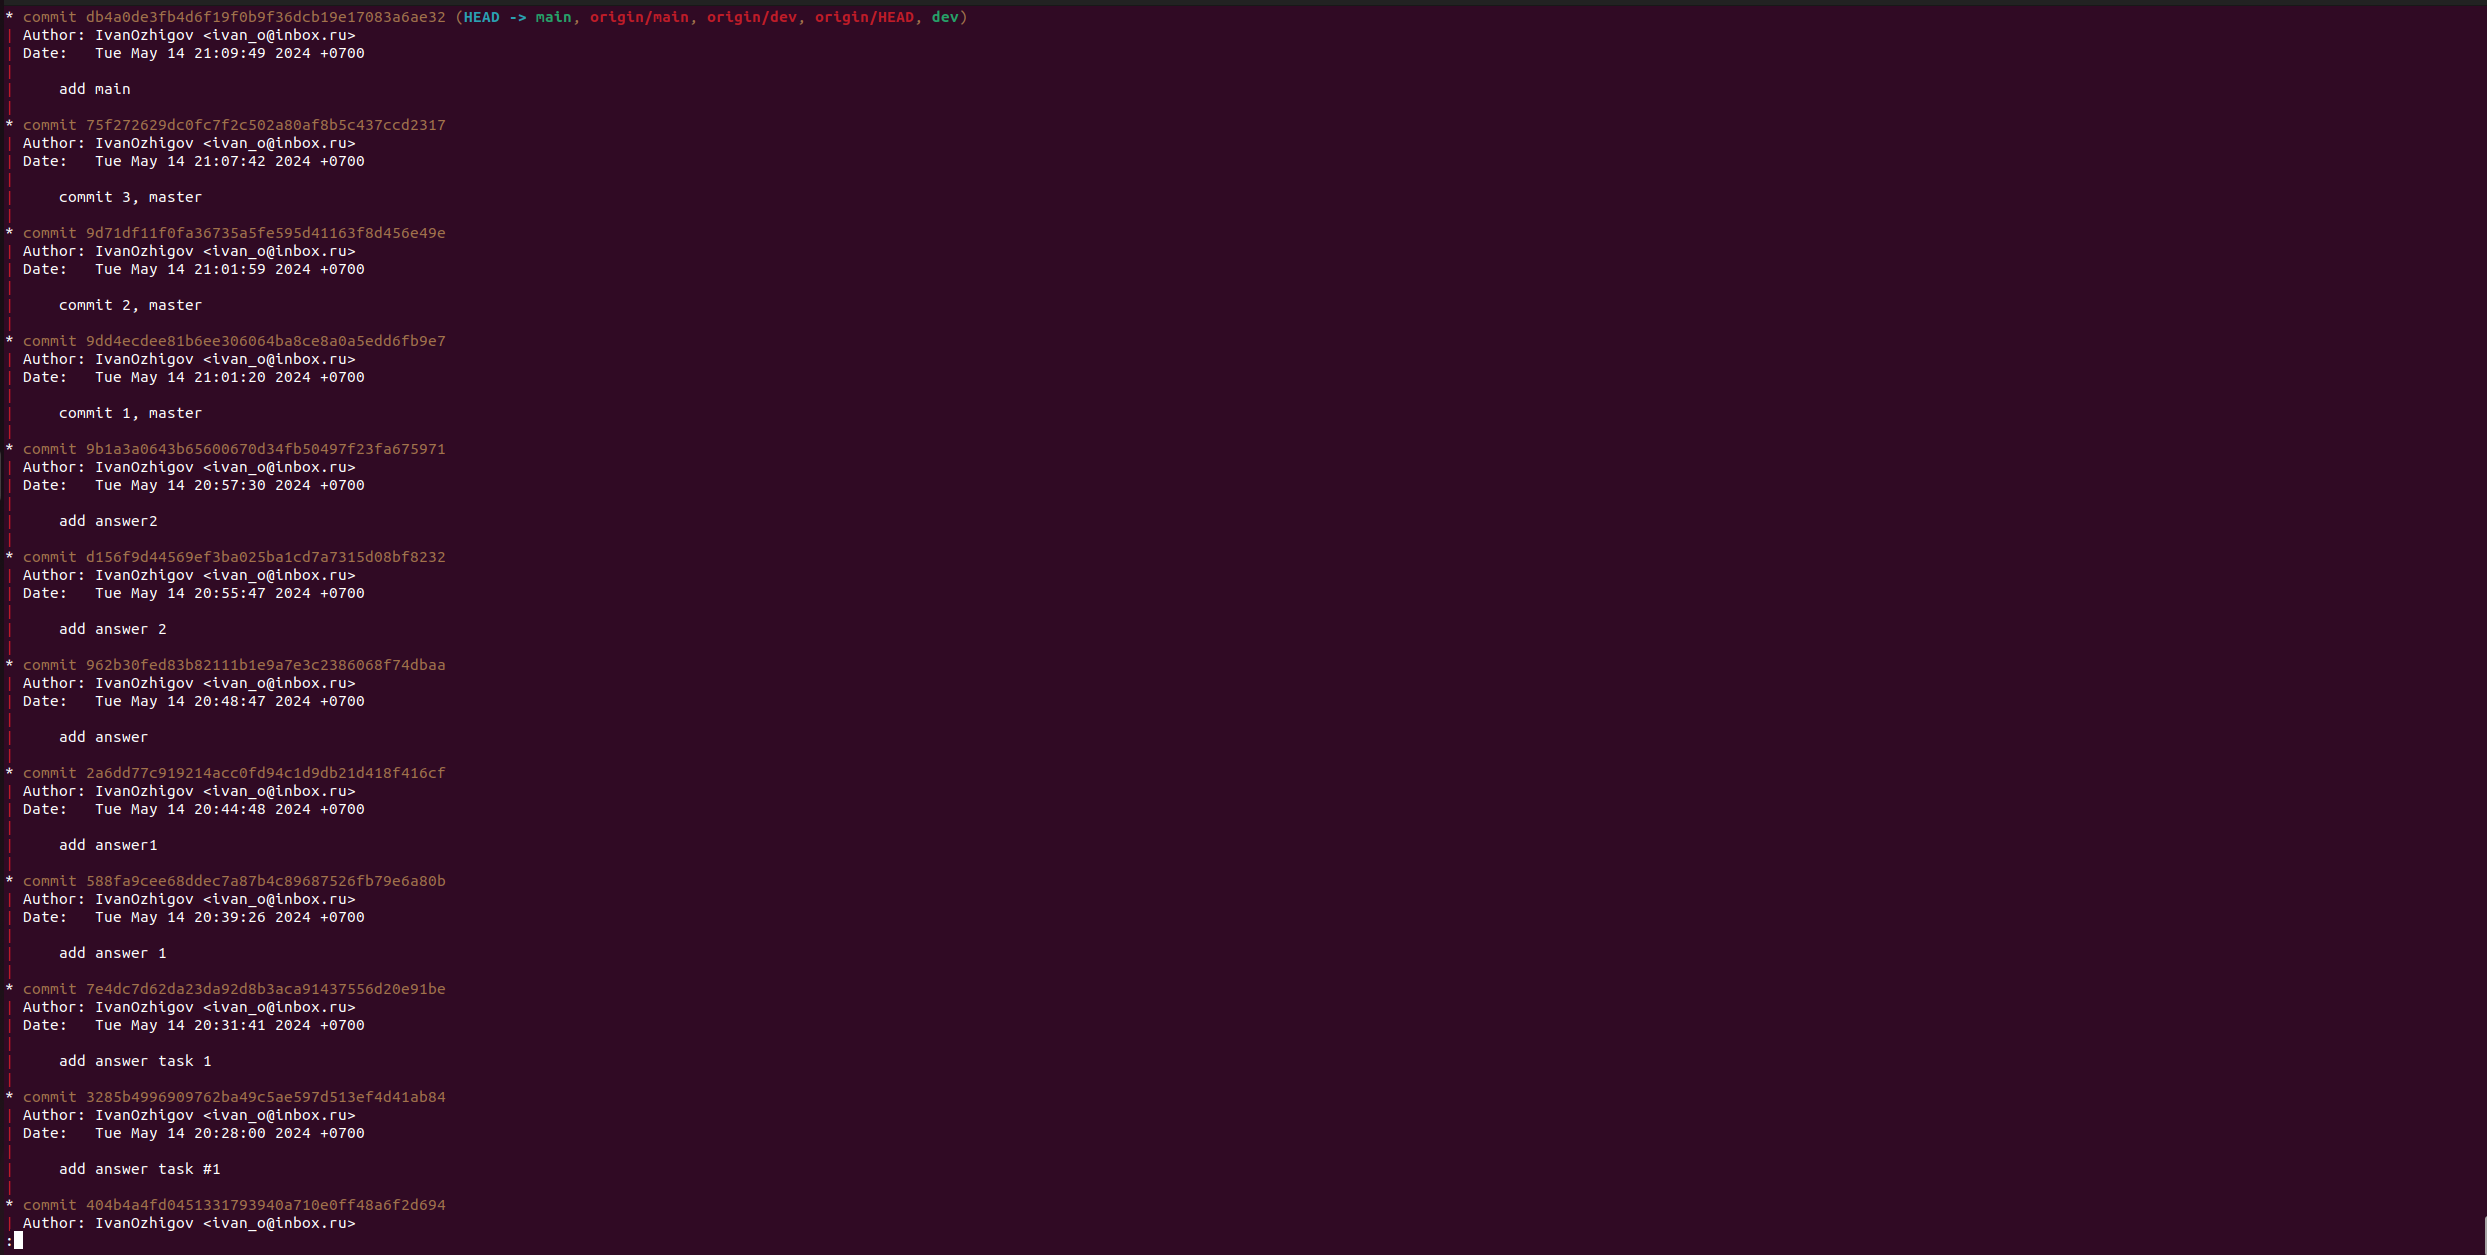 * commit db4a0de3fb4d6f19f0b9f36dcb19e17083a6ae32 (HEAD -> main, origin/main, origin/dev, origin/HEAD, dev)
| Author: IvanOzhigov <ivan_o@inbox.ru>
| Date:   Tue May 14 21:09:49 2024 +0700
|
|     add main
|
* commit 75f272629dc0fc7f2c502a80af8b5c437ccd2317
| Author: IvanOzhigov <ivan_o@inbox.ru>
| Date:   Tue May 14 21:07:42 2024 +0700
|
|     commit 3, master
|
* commit 9d71df11f0fa36735a5fe595d41163f8d456e49e
| Author: IvanOzhigov <ivan_o@inbox.ru>
| Date:   Tue May 14 21:01:59 2024 +0700
|
|     commit 2, master
|
* commit 9dd4ecdee81b6ee306064ba8ce8a0a5edd6fb9e7
| Author: IvanOzhigov <ivan_o@inbox.ru>
| Date:   Tue May 14 21:01:20 2024 +0700
|
|     commit 1, master
|
* commit 9b1a3a0643b65600670d34fb50497f23fa675971
| Author: IvanOzhigov <ivan_o@inbox.ru>
| Date:   Tue May 14 20:57:30 2024 +0700
|
|     add answer2
|
* commit d156f9d44569ef3ba025ba1cd7a7315d08bf8232
| Author: IvanOzhigov <ivan_o@inbox.ru>
| Date:   Tue May 14 20:55:47 2024 +0700
|
|     add answer 2
|
* commit 962b30fed83b82111b1e9a7e3c2386068f74dbaa
| Author: IvanOzhigov <ivan_o@inbox.ru>
| Date:   Tue May 14 20:48:47 2024 +0700
|
|     add answer
|
* commit 2a6dd77c919214acc0fd94c1d9db21d418f416cf
| Author: IvanOzhigov <ivan_o@inbox.ru>
| Date:   Tue May 14 20:44:48 2024 +0700
|
|     add answer1
|
* commit 588fa9cee68ddec7a87b4c89687526fb79e6a80b
| Author: IvanOzhigov <ivan_o@inbox.ru>
| Date:   Tue May 14 20:39:26 2024 +0700
|
|     add answer 1
|
* commit 7e4dc7d62da23da92d8b3aca91437556d20e91be
| Author: IvanOzhigov <ivan_o@inbox.ru>
| Date:   Tue May 14 20:31:41 2024 +0700
|
|     add answer task 1
|
* commit 3285b4996909762ba49c5ae597d513ef4d41ab84
| Author: IvanOzhigov <ivan_o@inbox.ru>
| Date:   Tue May 14 20:28:00 2024 +0700
|
|     add answer task #1
|
* commit 404b4a4fd0451331793940a710e0ff48a6f2d694
| Author: IvanOzhigov <ivan_o@inbox.ru>
: